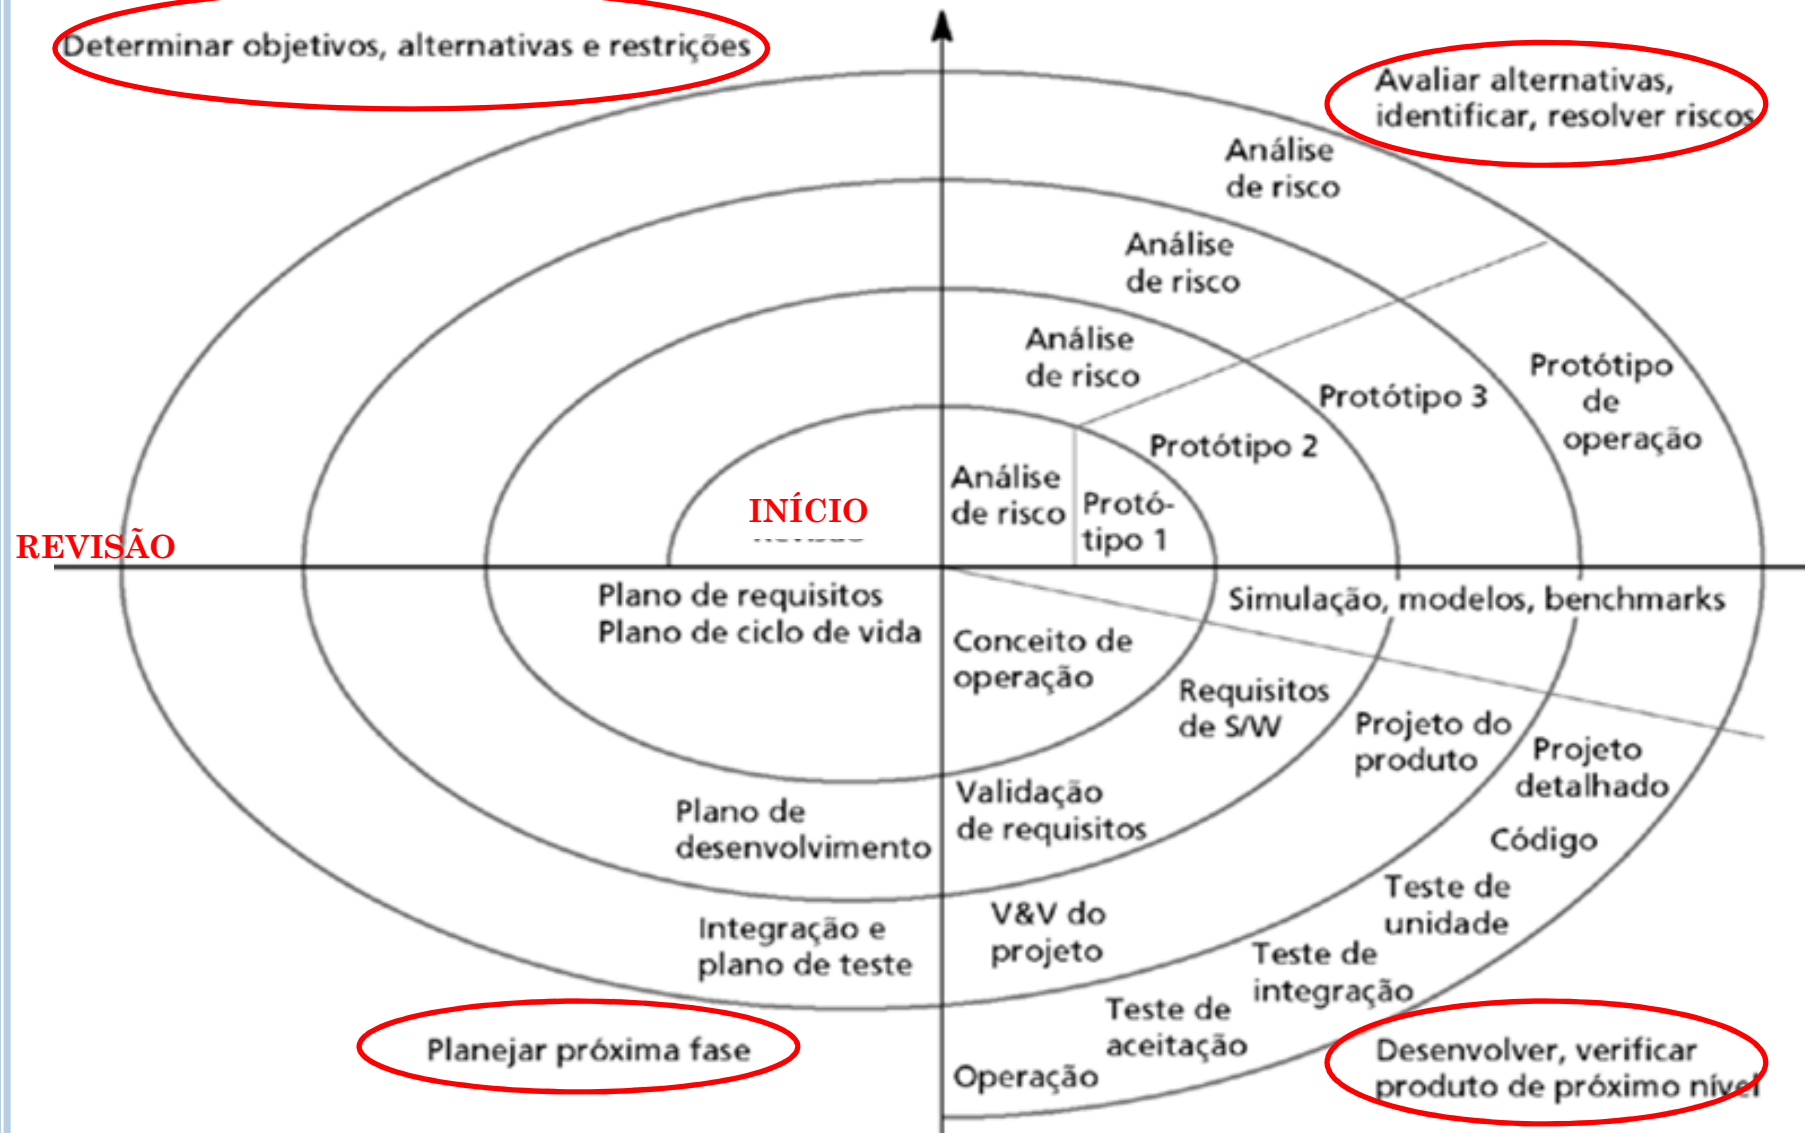 Determinar objetivos, alternativas e restrições
Avaliar alternativas,
identificar, resolver riscos
Análise
de risco
Análise
de risco
Análise
de risco
Análise
de risco
Protó-
tipo 1
Protótipo 2
Protótipo 3
Protótipo
de
operação
INÍCIO
REVISÃO
Plano de requisitos
Plano de ciclo de vida
Simulação, modelos, benchmarks
Conceito de
operação
Requisitos
de S/W
Projeto do
produto
Projeto
detalhado
Plano de
desenvolvimento
Validação
de requisitos
Código
Teste de
unidade
Integração e
plano de teste
V&V do
projeto
Teste de
integração
Teste de
aceitação
Operação
Planejar próxima fase
Desenvolver, verificar
produto de próximo nível